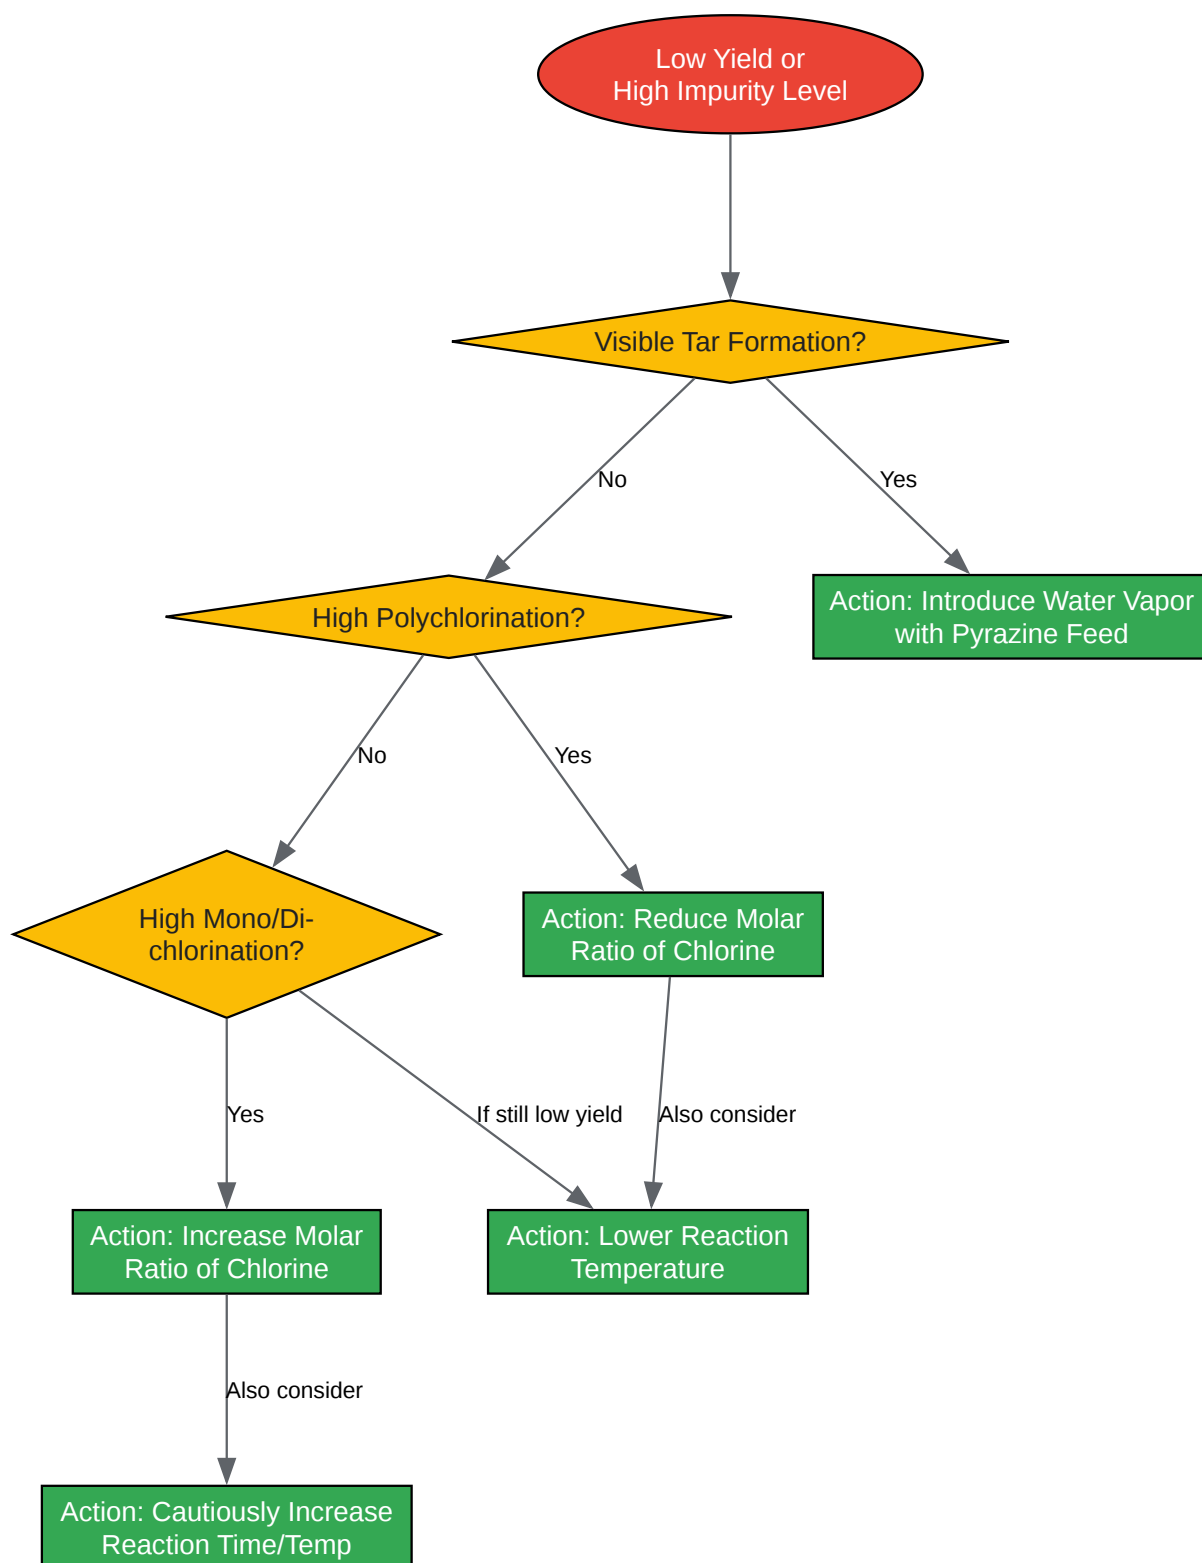 Low Yield or
High Impurity Level
Visible Tar Formation?
No
Yes
High Polychlorination?
Action: Introduce Water Vapor
with Pyrazine Feed
No
Yes
High Mono/Di-
chlorination?
Action: Reduce Molar
Ratio of Chlorine
Yes
If still low yield
Also consider
Action: Increase Molar
Ratio of Chlorine
Action: Lower Reaction
Temperature
Also consider
Action: Cautiously Increase
Reaction Time/Temp